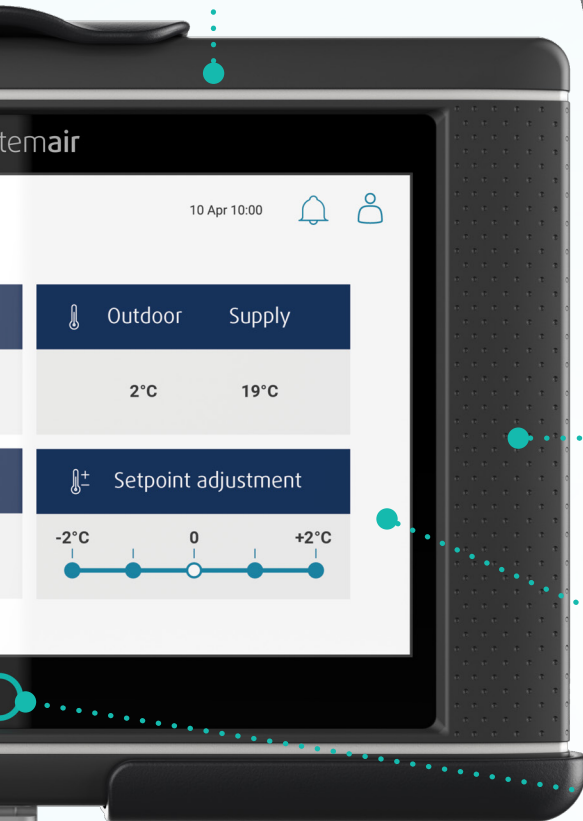 temair
10 Apr 10:00
Outdoor Supply
2°C 19°C
Setpoint adjustment
-2°C 0 +2°C